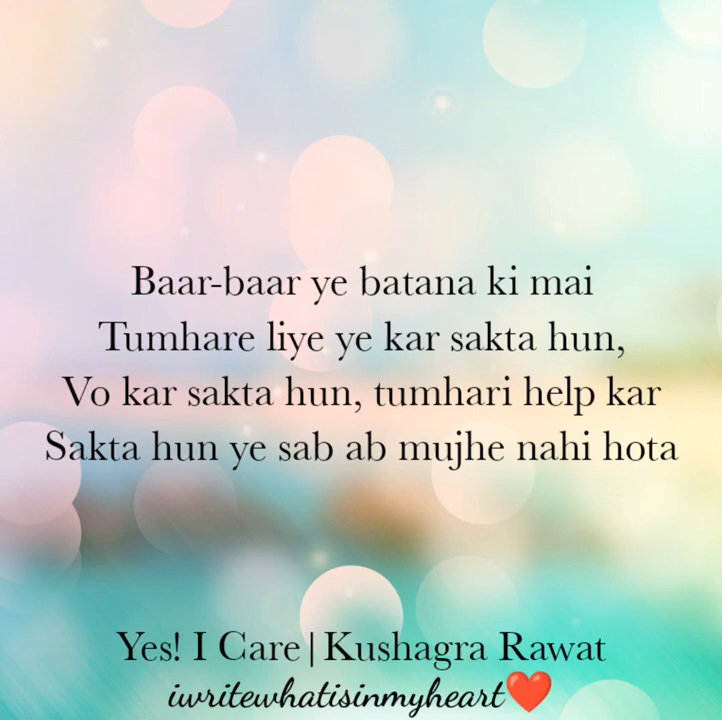 Baar-baar ye batana ki mai
Tumhare liye ye kar sakta hun,
Vo kar sakta hun, tumhari help kar
Sakta hun ye sab ab mujhe nahi hota
Yes! I Care|Kushagra Rawat
iwritewhatisinmyheart❤️